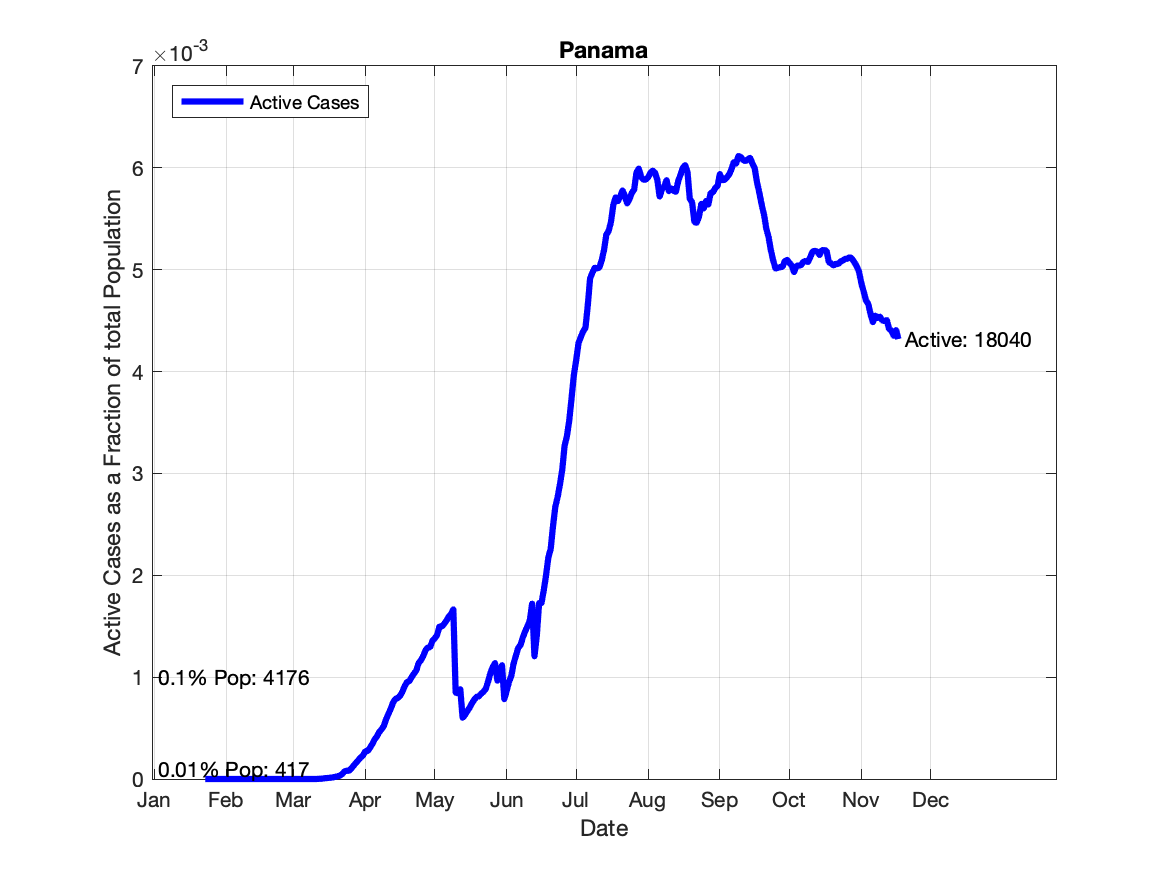 Panama
×10-3
7
6
5
4
3
2
1
0
Active Cases
Active Cases as a Fraction of total Population
Active: 18040
0.1% Pop: 4176
0.01% Pop: 417
Jan Feb Mar Apr May Jun Jul Aug Sep Oct Nov Dec
Date